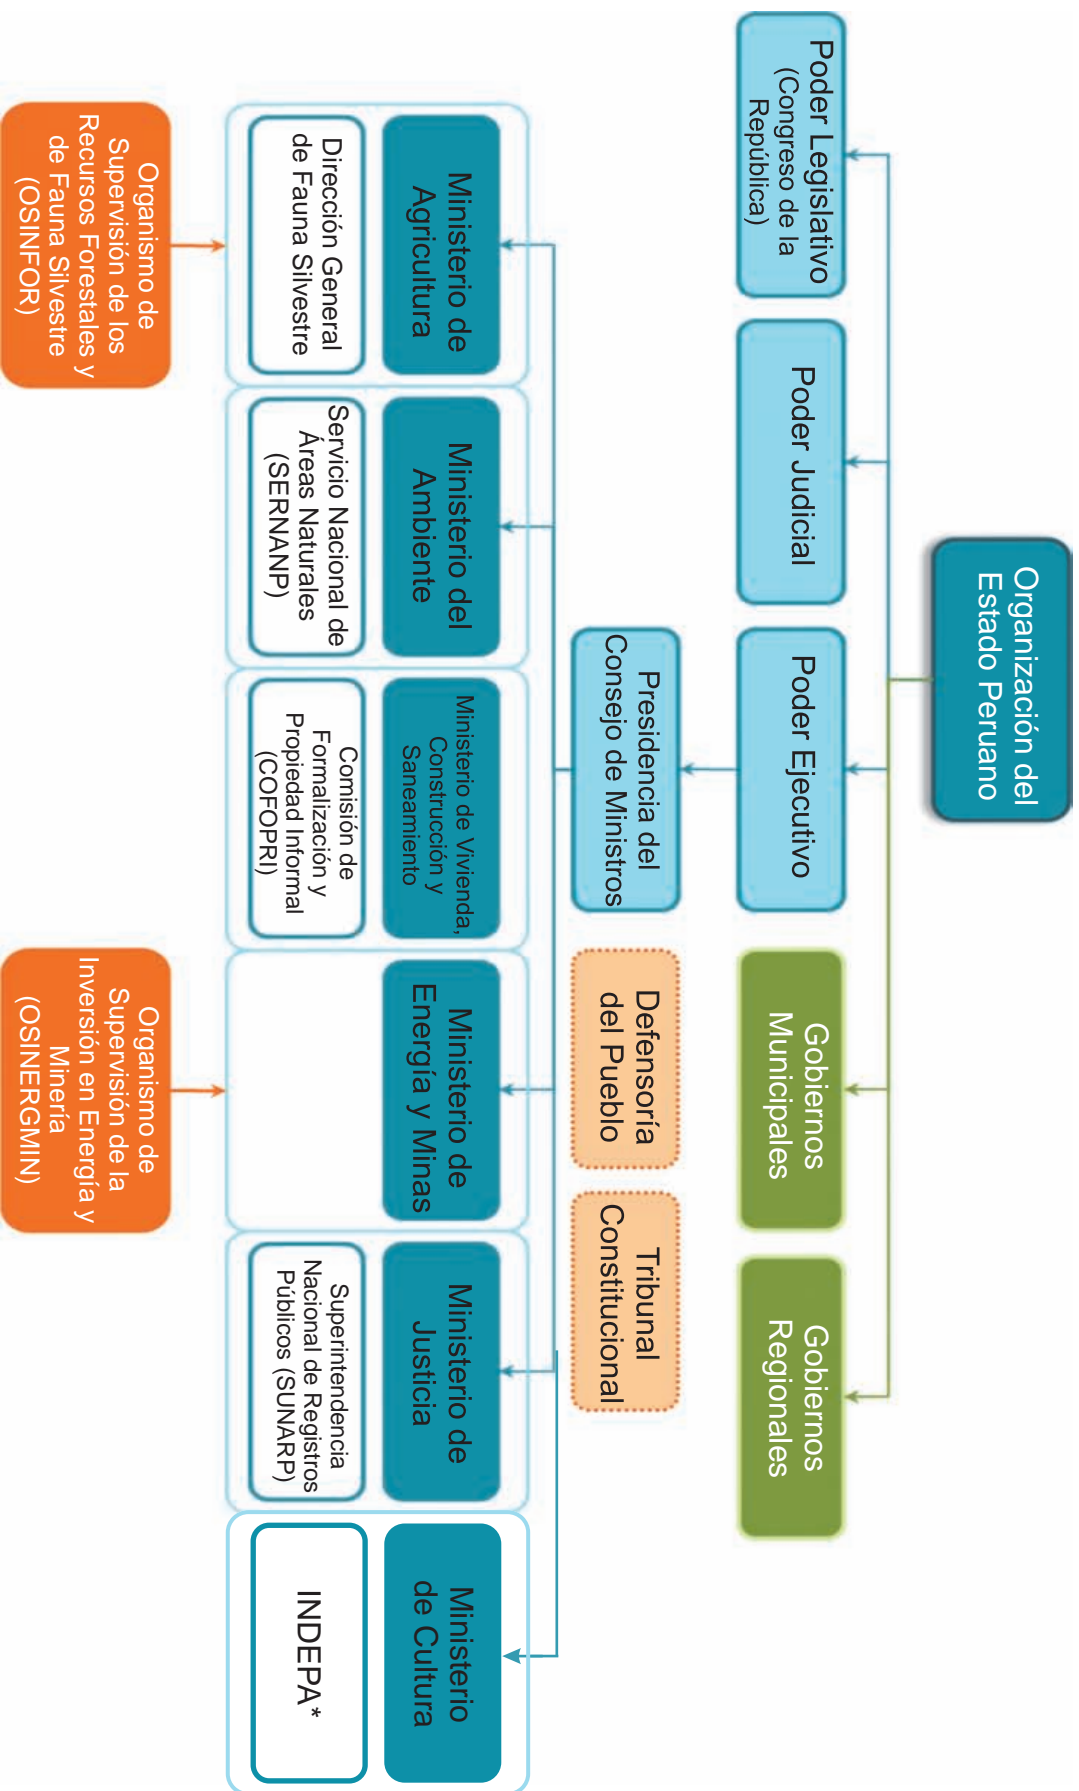 Organización del
Estado Peruano
Poder Legislativo
(Congreso de la
República)
Poder Judicial
Poder Ejecutivo
Gobiernos
Municipales
Gobiernos
Regionales
Presidencia del
Consejo de Ministros
Defensoría
del Pueblo
Tribunal
Constitucional
Ministerio de
Agricultura
Ministerio del
Ambiente
Ministerio de Vivienda,
Construcción y
Saneamiento
Ministerio de
Energía y Minas
Ministerio de
Justicia
Ministerio
de Cultura
Dirección General
de Fauna Silvestre
Servicio Nacional de
Áreas Naturales
(SERNANP)
Comisión de
Formalización y
Propiedad Informal
(COFOPRI)
Superintendencia
Nacional de Registros
Públicos (SUNARP)
INDEPA*
Organismo de
Supervisión de los
Recursos Forestales y
de Fauna Silvestre
(OSINFOR)
Organismo de
Supervisión de la
Inversión en Energía y
Minería
(OSINERGMIN)